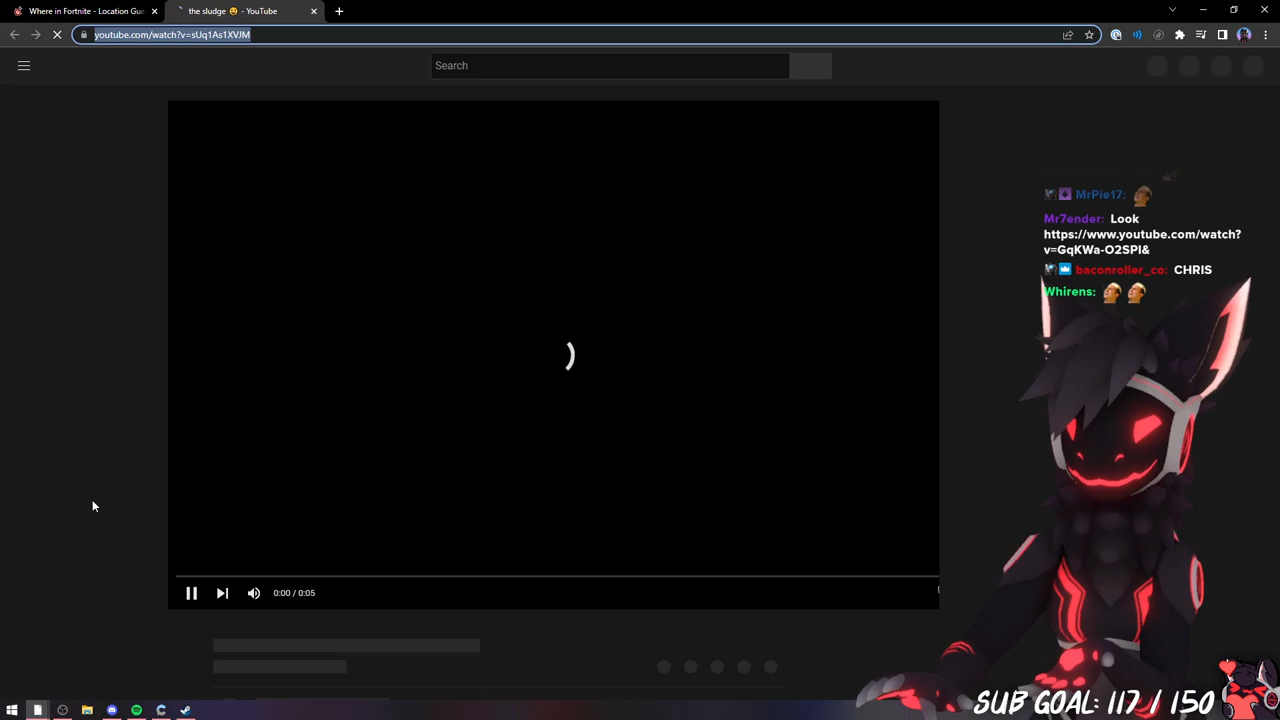 Where in Fortnite - Location Gue
the sludge 😀 - YouTube
youtube.com/watch?v=sUq1As1XVJM
Search
MrPie17:
Mr7ender: Look
https://www.youtube.com/watch?
v=GqKWa-O2SPI&
baconroller_co: CHRIS
Whirens:
0:00 / 0:05
SUB GOAL: 117 / 150